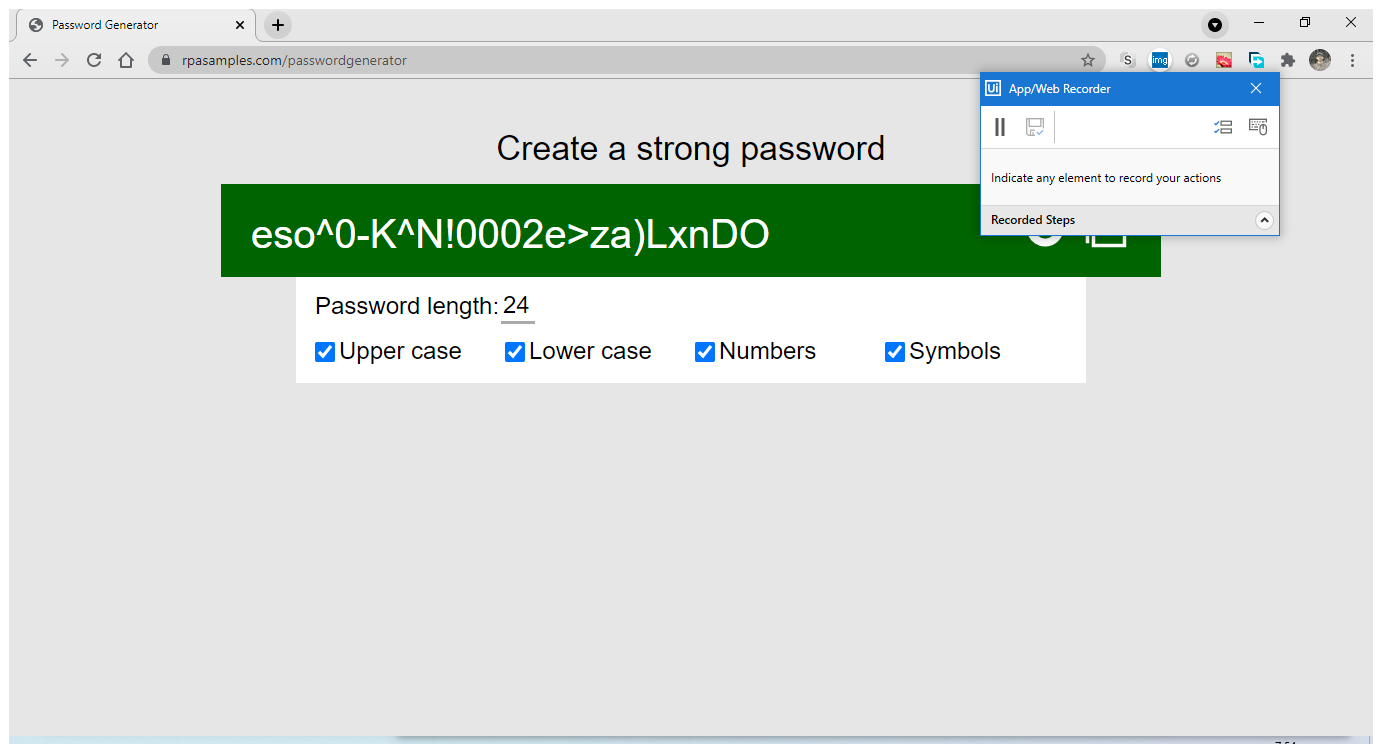 Password Generator
rpasamples.com/passwordgenerator
S
img
Ui App/Web Recorder
Indicate any element to record your actions
Recorded Steps
Create a strong password
eso^0-K^N!0002e>za)LxnDO
Password length: 24
Upper case Lower case Numbers Symbols